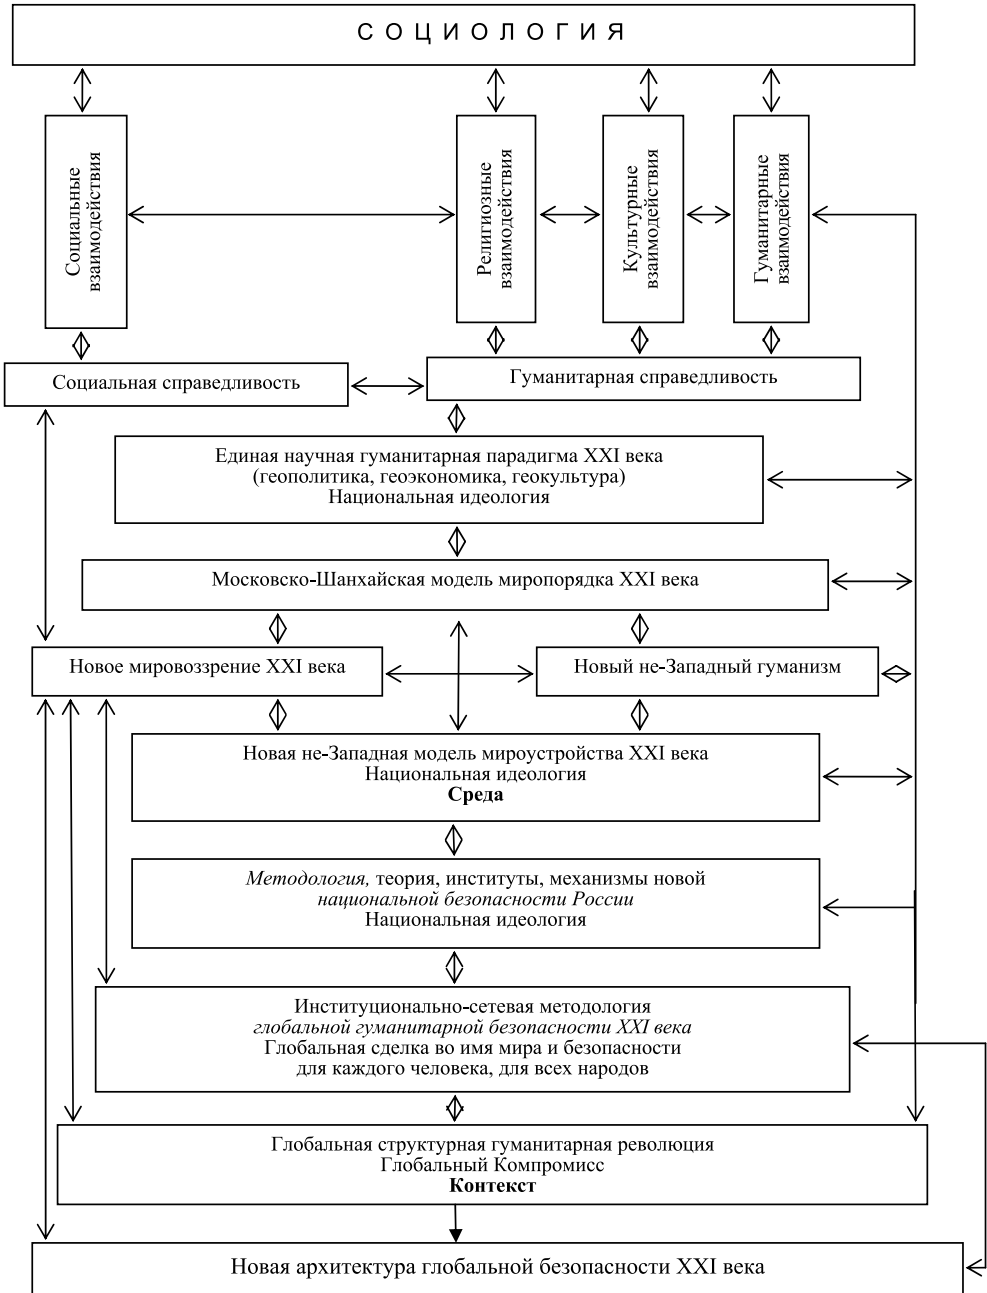 СОЦИОЛОГИЯ
Социальные
взаимодействия
Религиозные
взаимодействия
Культурные
взаимодействия
Гуманитарные
взаимодействия
Социальная справедливость
Гуманитарная справедливость
Единая научная гуманитарная парадигма XXI века
(геополитика, геоэкономика, геокультура)
Национальная идеология
Московско-Шанхайская модель миропорядка XXI века
Новое мировоззрение XXI века
Новый не-Западный гуманизм
Новая не-Западная модель мироустройства XXI века
Национальная идеология
Среда
Методология, теория, институты, механизмы новой
национальной безопасности России
Национальная идеология
Институционально-сетевая методология
глобальной гуманитарной безопасности XXI века
Глобальная сделка во имя мира и безопасности
для каждого человека, для всех народов
Глобальная структурная гуманитарная революция
Глобальный Компромисс
Контекст
Новая архитектура глобальной безопасности XXI века